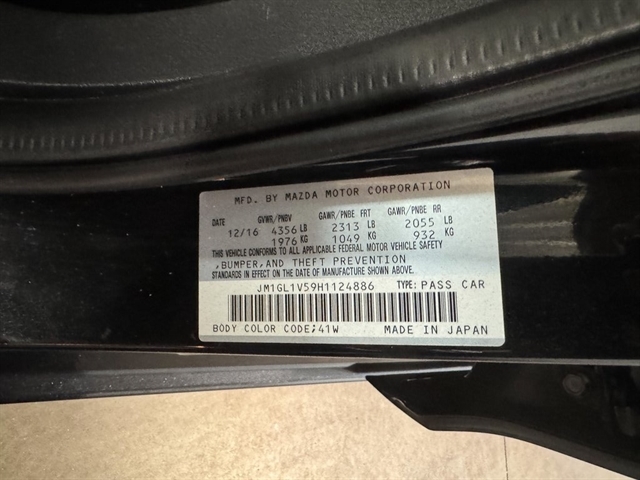 MFD. BY MAZDA MOTOR CORPORATION
DATE GVWR/PNBV GAWR/PNBE FRT GAWR/PNBE RR
12/16 4356 LB 2313 LB 2055 LB
1976 KG 1049 KG 932 KG
THIS VEHICLE CONFORMS TO ALL APPLICABLE FEDERAL MOTOR VEHICLE SAFETY
,BUMPER,AND THEFT PREVENTION
STANDARDS IN EFFECT ON THE DATE OF MANUFACTURE SHOWN ABOVE.
JM1GL1V59H1124886 TYPE: PASS CAR
BODY COLOR CODE:41W MADE IN JAPAN